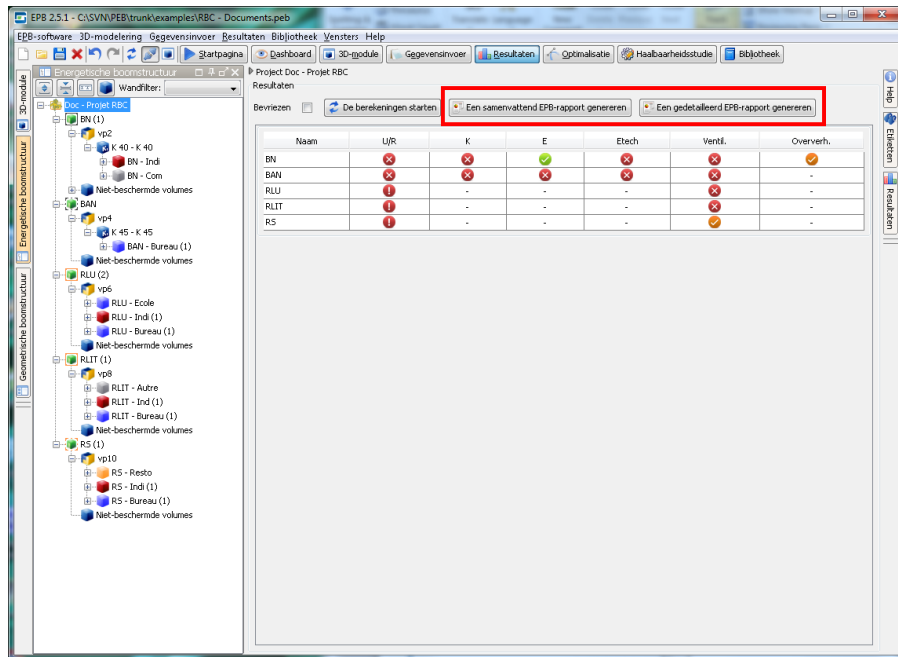 EPB 2.5.1 - C:\SVN\PEB\trunk\examples\RBC - Documents.peb
EPB-software 3D-modelering Gegevensinvoer Resultaten Bibliotheek Vensters Help
Startpagina Dashboard 3D-module Gegevensinvoer Resultaten Optimalisatie Haalbaarheidsstudie Bibliotheek
3D-module
Energetische boomstructuur
Geometrische boomstructuur
Energetische boomstructuur
Wandfilter:
Doc - Projet RBC
BN (1)
vp2
K 40 - K 40
BN - Indi
BN - Com
Niet-beschermde volumes
BAN
vp4
K 45 - K 45
BAN - Bureau (1)
Niet-beschermde volumes
RLU (2)
vp6
RLU - Ecole
RLU - Indi (1)
RLU - Bureau (1)
Niet-beschermde volumes
RLIT (1)
vp8
RLIT - Autre
RLIT - Ind (1)
RLIT - Bureau (1)
Niet-beschermde volumes
RS (1)
vp10
RS - Resto
RS - Indi (1)
RS - Bureau (1)
Niet-beschermde volumes
Project Doc - Projet RBC
Resultaten
Bevriezen De berekeningen starten Een samenvattend EPB-rapport genereren Een gedetailleerd EPB-rapport genereren
Naam U/R K E Etech Ventil. Oververh.
BN
BAN -
RLU - - - -
RLIT - - - -
RS - - - -
Help
Etiketten
Resultaten